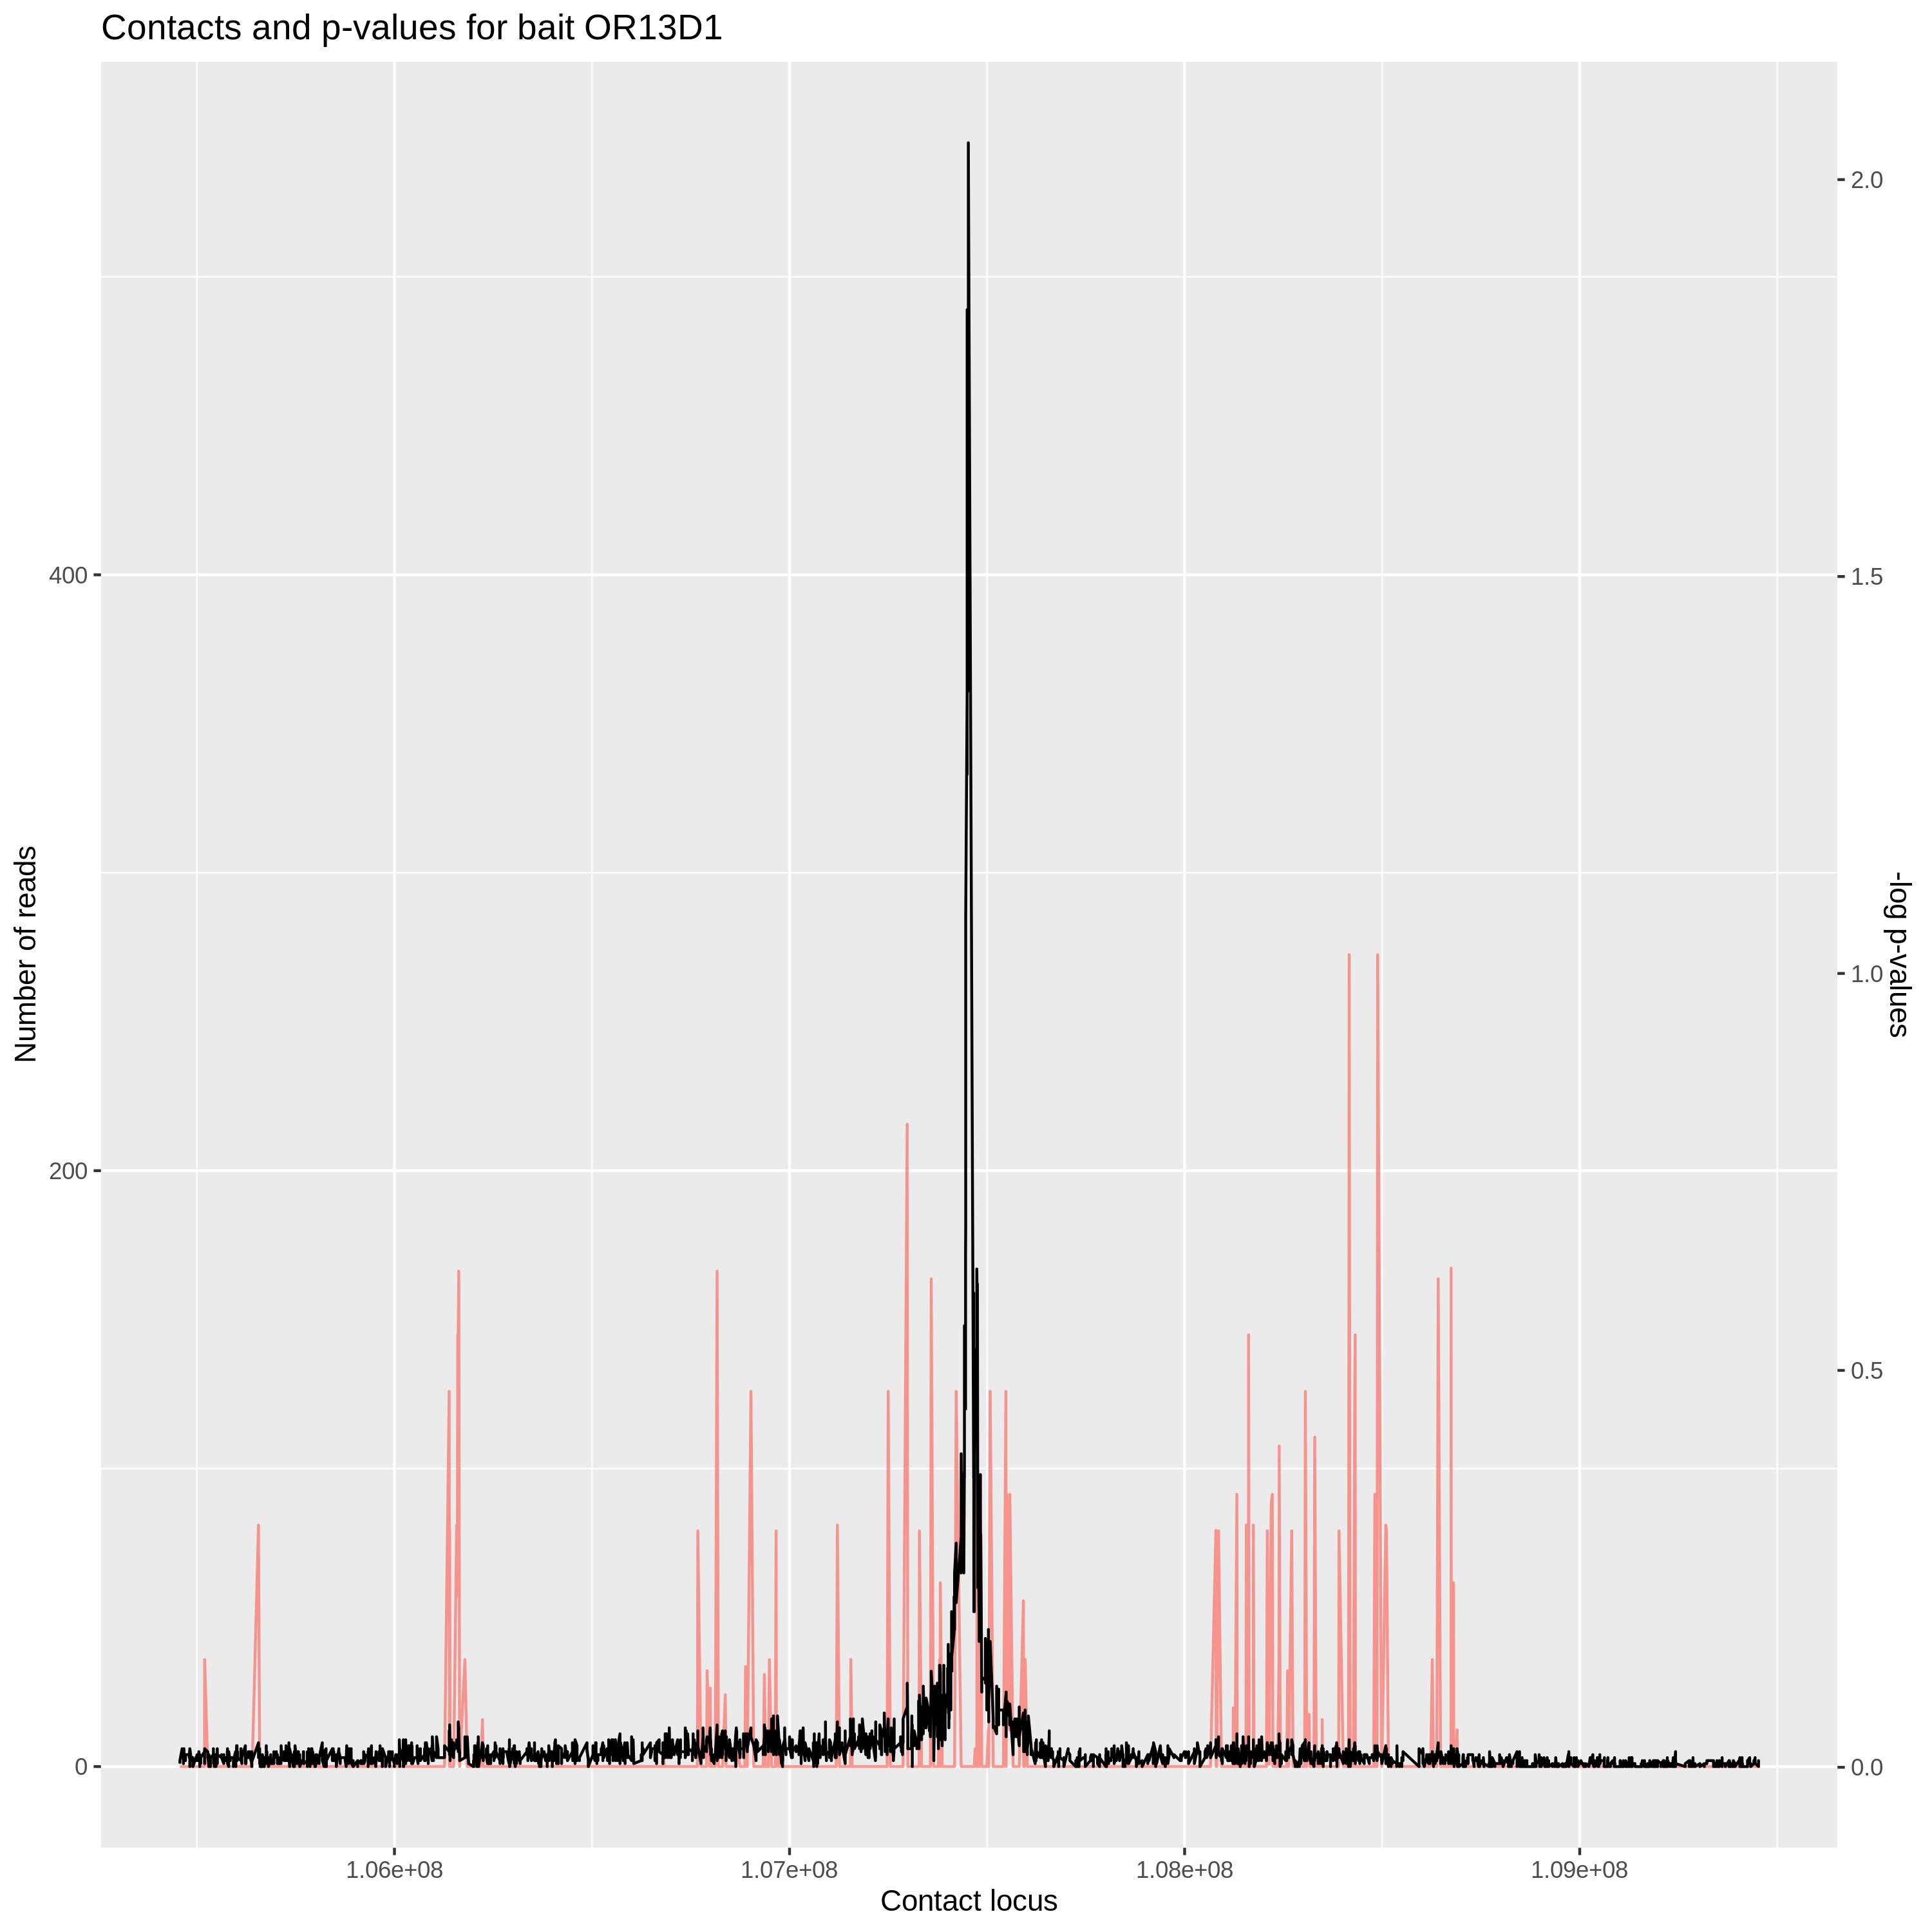 Contacts and p-values for bait OR13D1
Number of reads
400
200
0
2.0
1.5
1.0
0.5
0.0
-log p-values
1.06e+08
1.07e+08
1.08e+08
1.09e+08
Contact locus